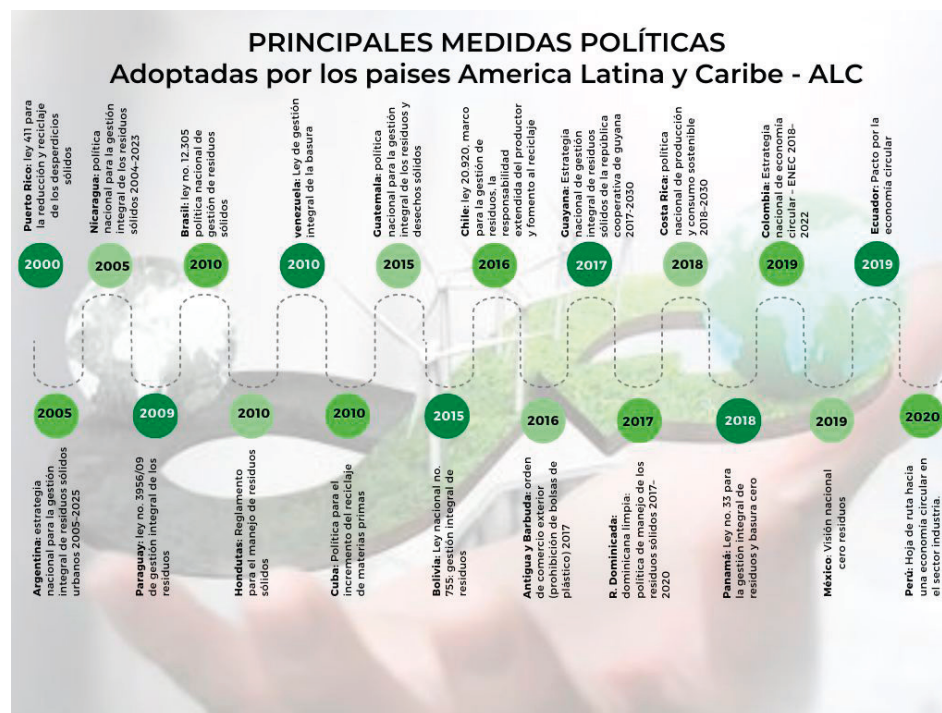 PRINCIPALES MEDIDAS POLÍTICAS
Adoptadas por los paises America Latina y Caribe - ALC
Puerto Rico: ley 411 para
la reducción y reciclaje
de los desperdicios
sólidos
2000
Nicaragua: política
nacional para la gestión
integral de los residuos
sólidos 2004-2023
2005
Brasil: ley no. 12.305
política nacional de
gestión de residuos
sólidos
2010
venezuela: Ley de gestión
integral de la basura
2010
Guatemala: política
nacional para la gestión
integral de los residuos y
desechos sólidos
2015
Chile: ley 20.920, marco
para la gestión de
residuos, la
responsabilidad
extendida del productor
y fomento al reciclaje
2016
Guayana: Estrategia
nacional de gestión
integral de residuos
sólidos de la república
cooperativa de guyana
2017-2030
2017
Costa Rica: política
nacional de producción
y consumo sostenible
2018-2030
2018
Colombia: Estrategia
nacional de economía
circular - ENEC 2018-
2022
2019
Ecuador: Pacto por la
economía circular
2019
2005
Argentina: estrategia
nacional para la gestión
integral de residuos sólidos
urbanos 2005-2025
2009
Paraguay: ley no. 3956/09
de gestión integral de los
residuos
2010
Hondutas: Reglamento
para el manejo de residuos
sólidos
2010
Cuba: Política para el
incremento del reciclaje
de materias primas
2015
Bolivia: Ley nacional no.
755: gestión integral de
residuos
2016
Antigua y Barbuda: orden
de comercio exterior
(prohibición de bolsas de
plástico) 2017
2017
R. Dominicada:
dominicana limpia:
política de manejo de los
residuos sólidos 2017-
2020
2018
Panamá: Ley no. 33 para
la gestión integral de
residuos y basura cero
2019
México: Visión nacional
cero residuos
2020
Perú: Hoja de ruta hacia
una economía circular en
el sector industria.